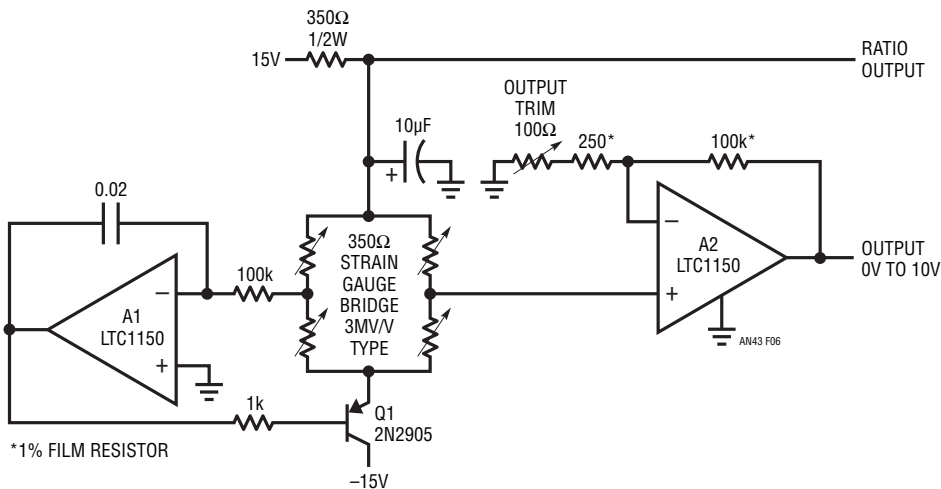 350Ω
1/2W
15V
RATIO
OUTPUT
OUTPUT
TRIM
100Ω
10µF
+
250*
100k*
0.02
350Ω
STRAIN
GAUGE
BRIDGE
3MV/V
TYPE
100k
–
A1
LTC1150
+
–
A2
LTC1150
+
OUTPUT
0V TO 10V
AN43 F06
1k
Q1
2N2905
*1% FILM RESISTOR
–15V